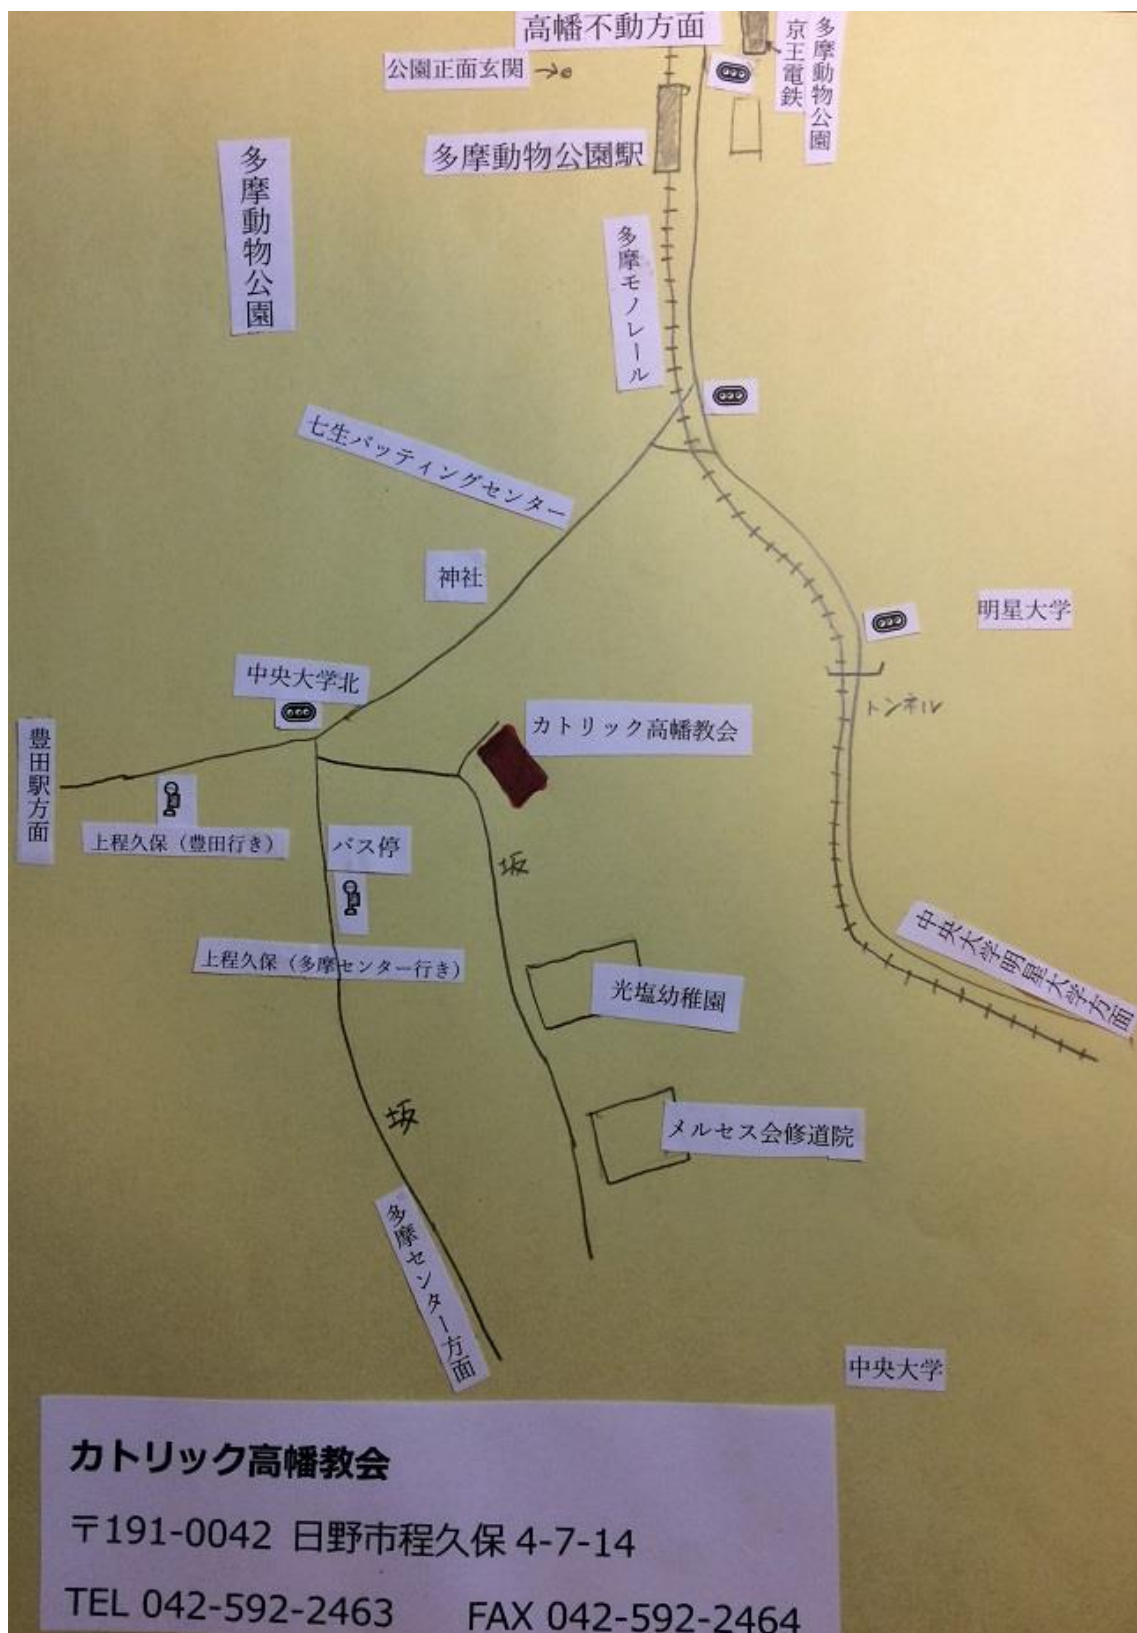 高幡不動方面
多摩動物公園
京王電鉄
公園正面玄関
多摩動物公園駅
多摩動物公園
多摩モノレール
七生バッティングセンター
神社
明星大学
中央大学北
トンネル
カトリック高幡教会
豊田駅方面
上程久保（豊田行き）
バス停
坂
上程久保（多摩センター行き）
中央大学明星大学方面
光塩幼稚園
坂
メルセス会修道院
多摩センター方面
中央大学
カトリック高幡教会
〒191-0042 日野市程久保 4-7-14
TEL 042-592-2463 FAX 042-592-2464